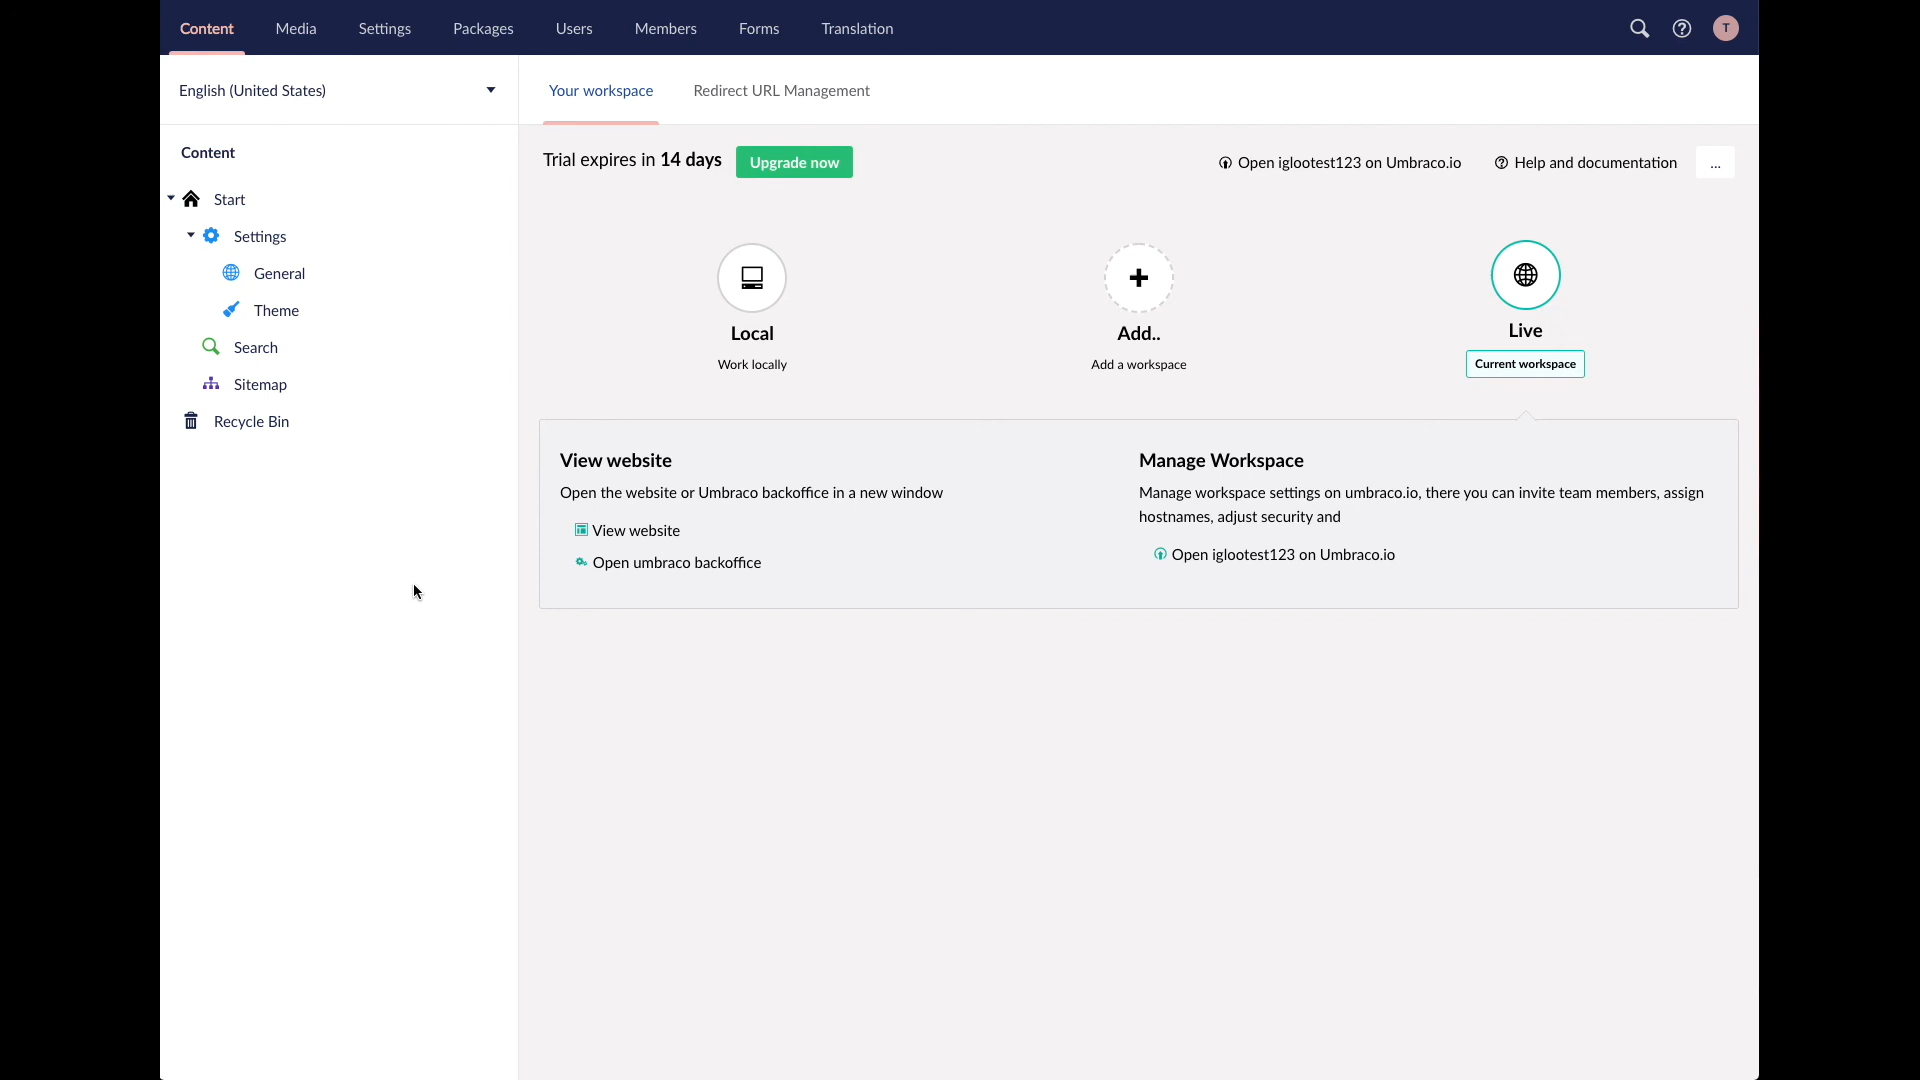 Content Media Settings Packages Users Members Forms Translation T
English (United States)
Your workspace Redirect URL Management
Content
Start
Settings
General
Theme
Search
Sitemap
Recycle Bin
Trial expires in 14 days Upgrade now
Open iglootest123 on Umbraco.io Help and documentation ...
Local
Work locally
Add..
Add a workspace
Live
Current workspace
View website
Open the website or Umbraco backoffice in a new window
View website
Open umbraco backoffice
Manage Workspace
Manage workspace settings on umbraco.io, there you can invite team members, assign
hostnames, adjust security and
Open iglootest123 on Umbraco.io